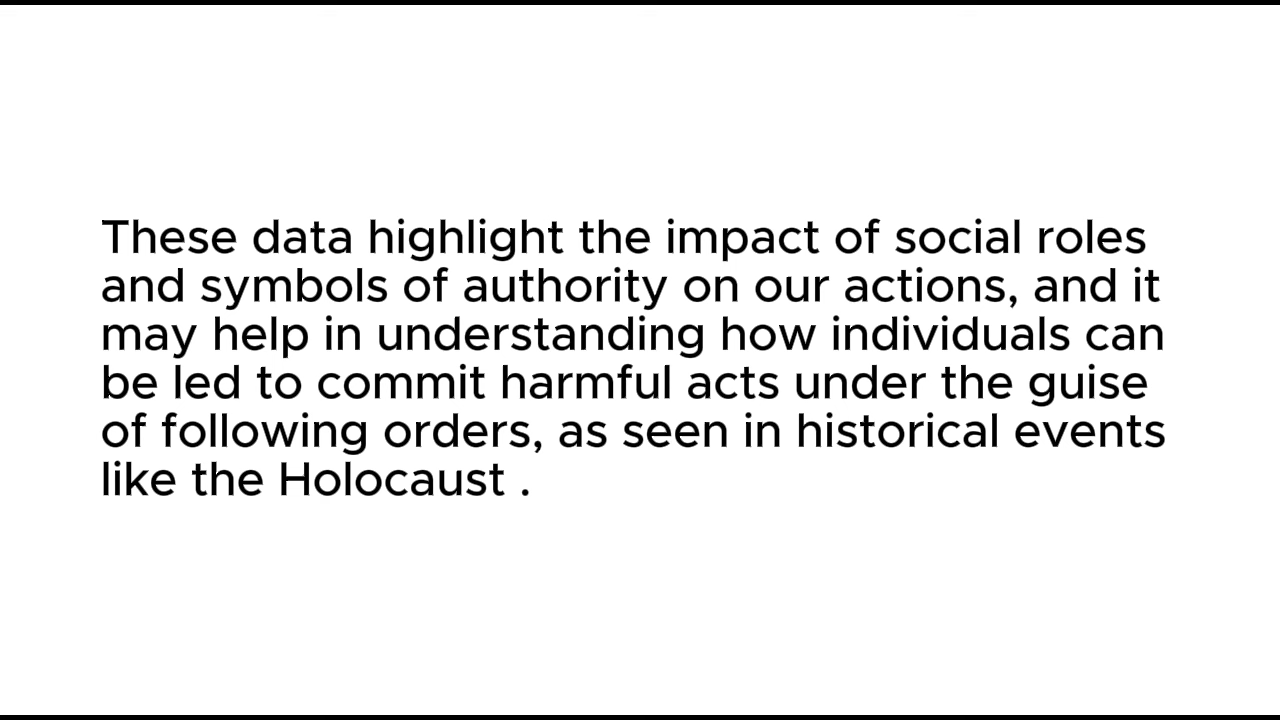 These data highlight the impact of social roles
and symbols of authority on our actions, and it
may help in understanding how individuals can
be led to commit harmful acts under the guise
of following orders, as seen in historical events
like the Holocaust .